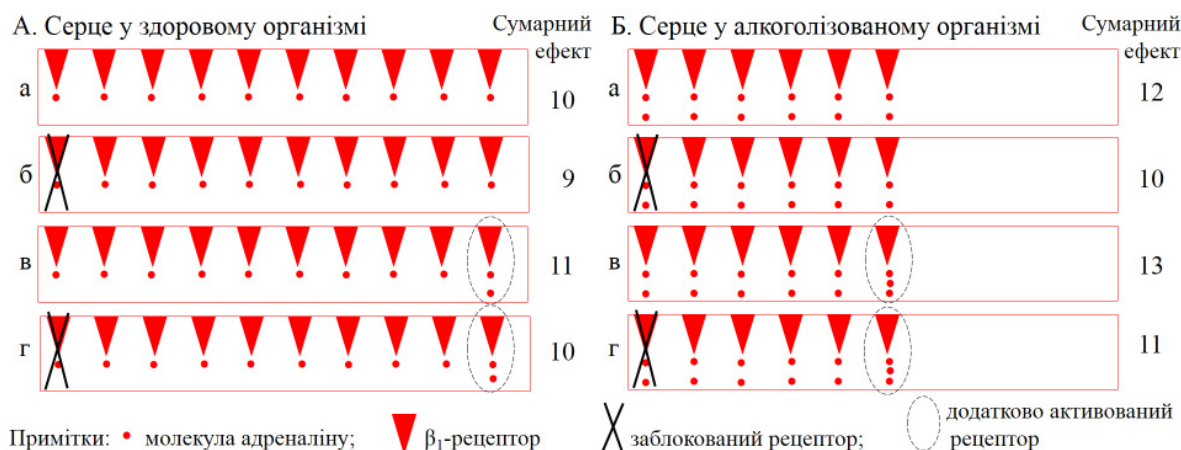 А. Серце у здоровому організмі
Сумарний
ефект
а
10
б
9
в
11
г
10
Б. Серце у алкоголізованому організмі
Сумарний
ефект
а
12
б
10
в
13
г
11
Примітки: молекула адреналіну; β₁-рецептор заблокований рецептор; додатково активований
рецептор